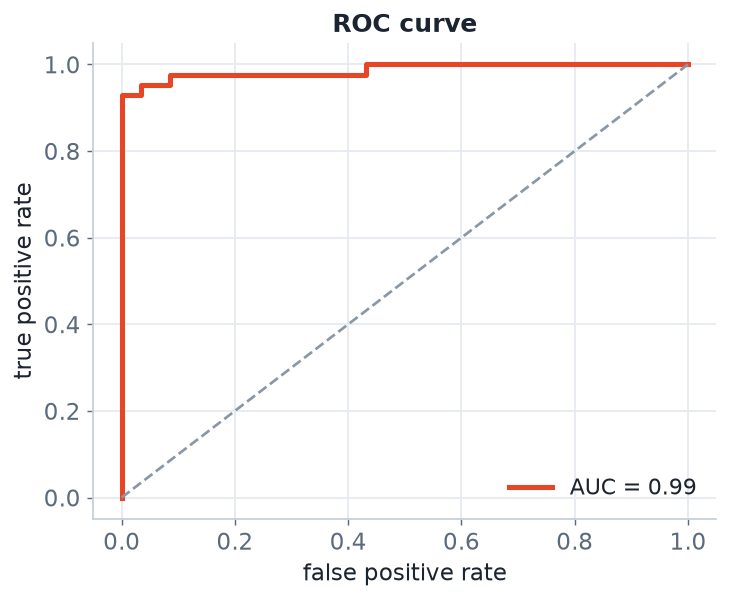 ROC curve
true positive rate
1.0
0.8
0.6
0.4
0.2
0.0
AUC = 0.99
0.0 0.2 0.4 0.6 0.8 1.0
false positive rate